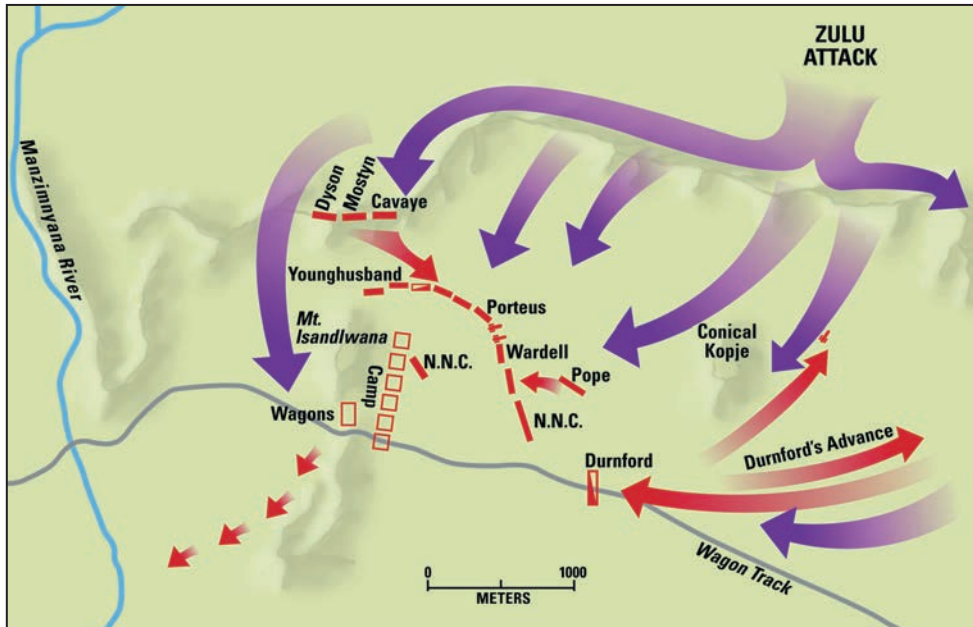 ZULU
ATTACK
Manzimnyana River
Dyson
Mostyn
Cavaye
Younghusband
Porteus
Mt.
Isandlwana
Conical
Kopje
N.N.C.
Wardell
Camp
Pope
Wagons
N.N.C.
Durnford's Advance
Durnford
Wagon Track
0
1000
METERS